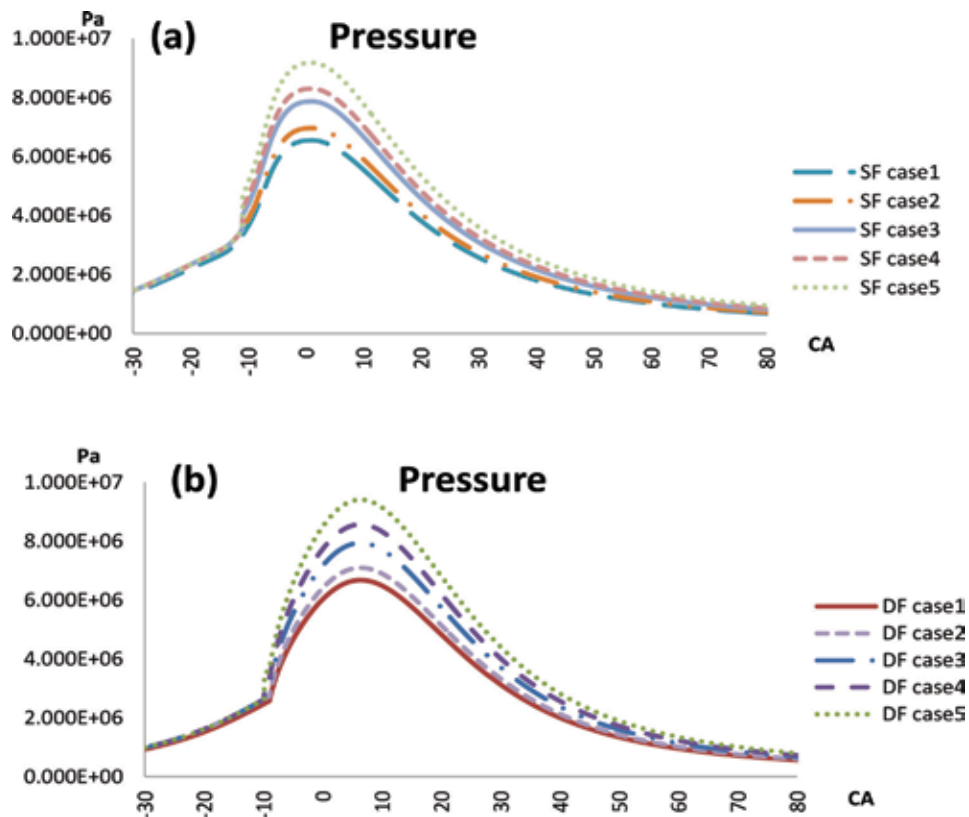 Pa
(a) Pressure
1.000E+07
8.000E+06
6.000E+06
4.000E+06
2.000E+06
0.000E+00
-30 -20 -10 0 10 20 30 40 50 60 70 80
CA
SF case1
SF case2
SF case3
SF case4
SF case5
Pa
(b) Pressure
1.000E+07
8.000E+06
6.000E+06
4.000E+06
2.000E+06
0.000E+00
-30 -20 -10 0 10 20 30 40 50 60 70 80
CA
DF case1
DF case2
DF case3
DF case4
DF case5